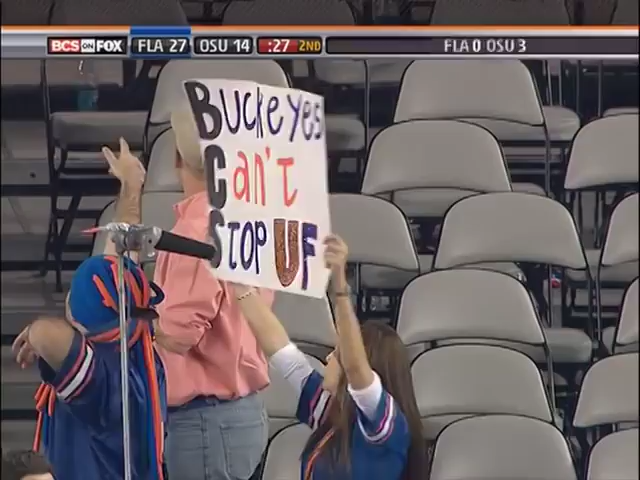 BCS ON FOX FLA 27 OSU 14 :27 2ND FLA 0 OSU 3
BuckeYes
Can't
STOP UF